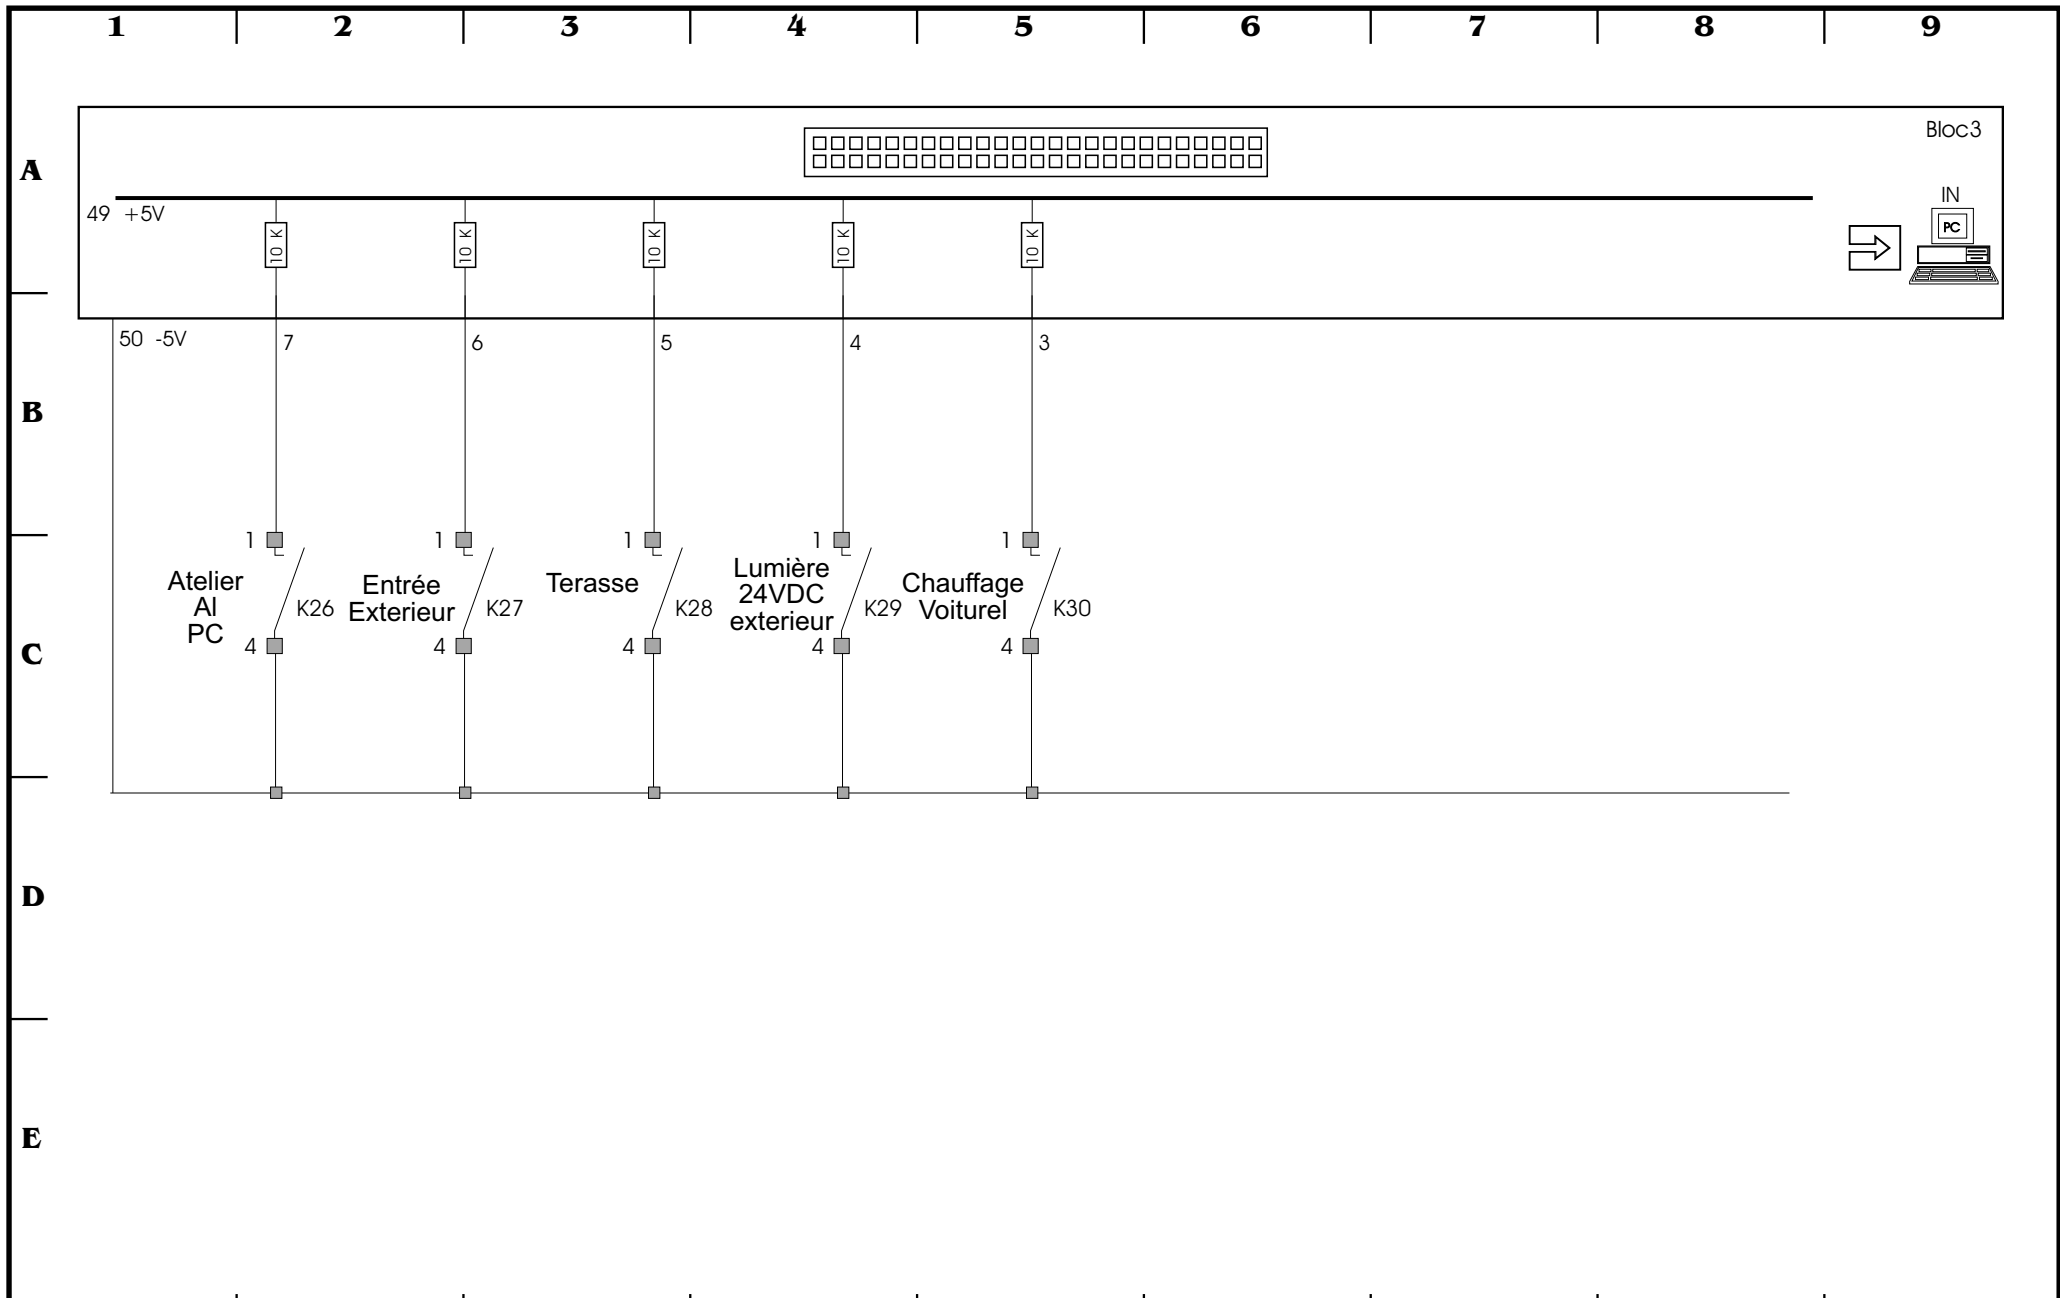 1 2 3 4 5 6 7 8 9
Bloc3
A
IN
49 +5V
PC
10 K 10 K 10 K 10 K 10 K
50 -5V 7 6 5 4 3
B
1 1 1 1 1
Atelier
AI
PC
K26
Entrée
Exterieur
K27
Terasse
K28
Lumière
24VDC
exterieur
K29
Chauffage
Voiturel
K30
4 4 4 4 4
C
D
E